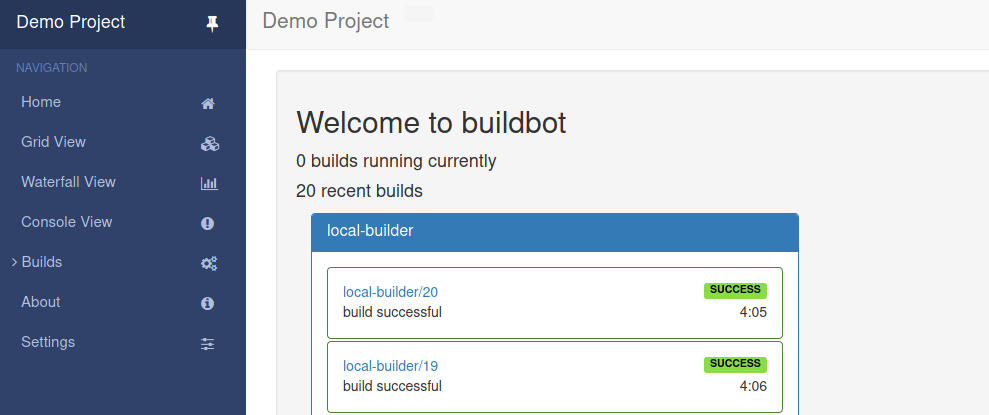 Demo Project
Demo Project
NAVIGATION
Home
Grid View
Waterfall View
Console View
Builds
About
Settings
Welcome to buildbot
0 builds running currently
20 recent builds
local-builder
local-builder/20 SUCCESS
build successful 4:05
local-builder/19 SUCCESS
build successful 4:06